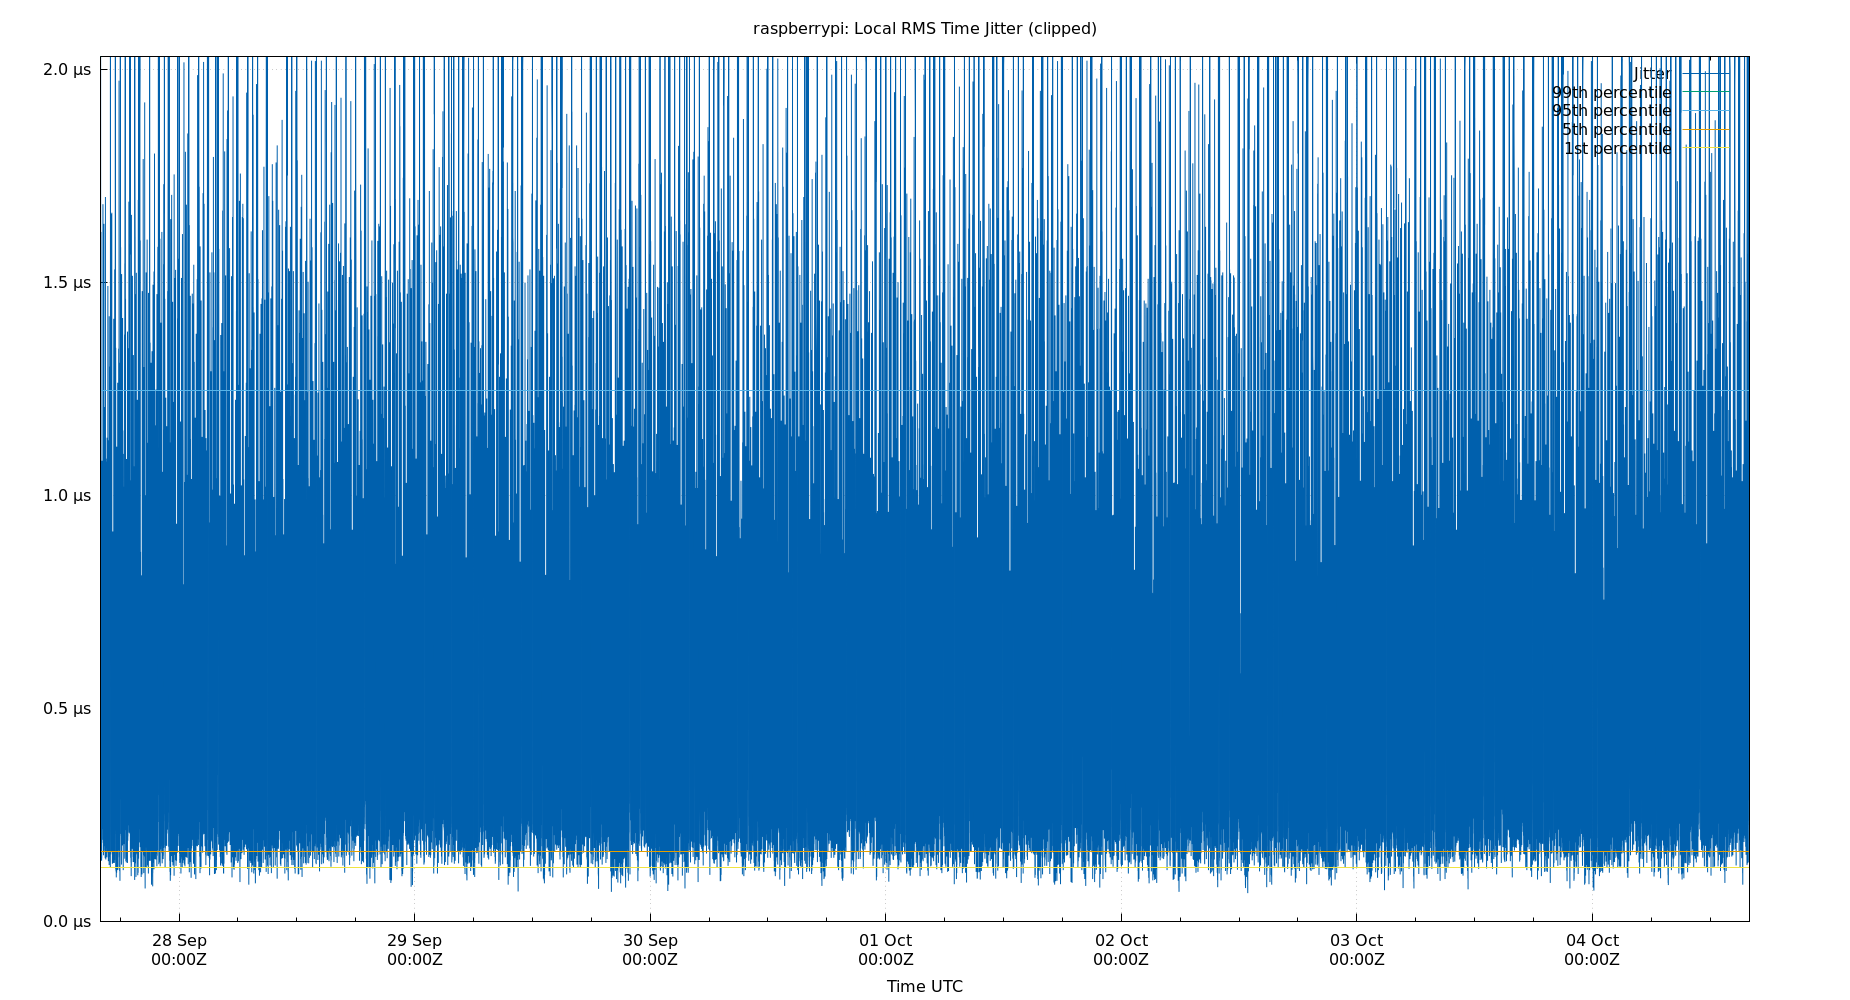 raspberrypi: Local RMS Time Jitter (clipped)
2.0 µs
1.5 µs
1.0 µs
0.5 µs
0.0 µs
Jitter
99th percentile
95th percentile
5th percentile
1st percentile
28 Sep 29 Sep 30 Sep 01 Oct 02 Oct 03 Oct 04 Oct
00:00Z 00:00Z 00:00Z 00:00Z 00:00Z 00:00Z 00:00Z
Time UTC